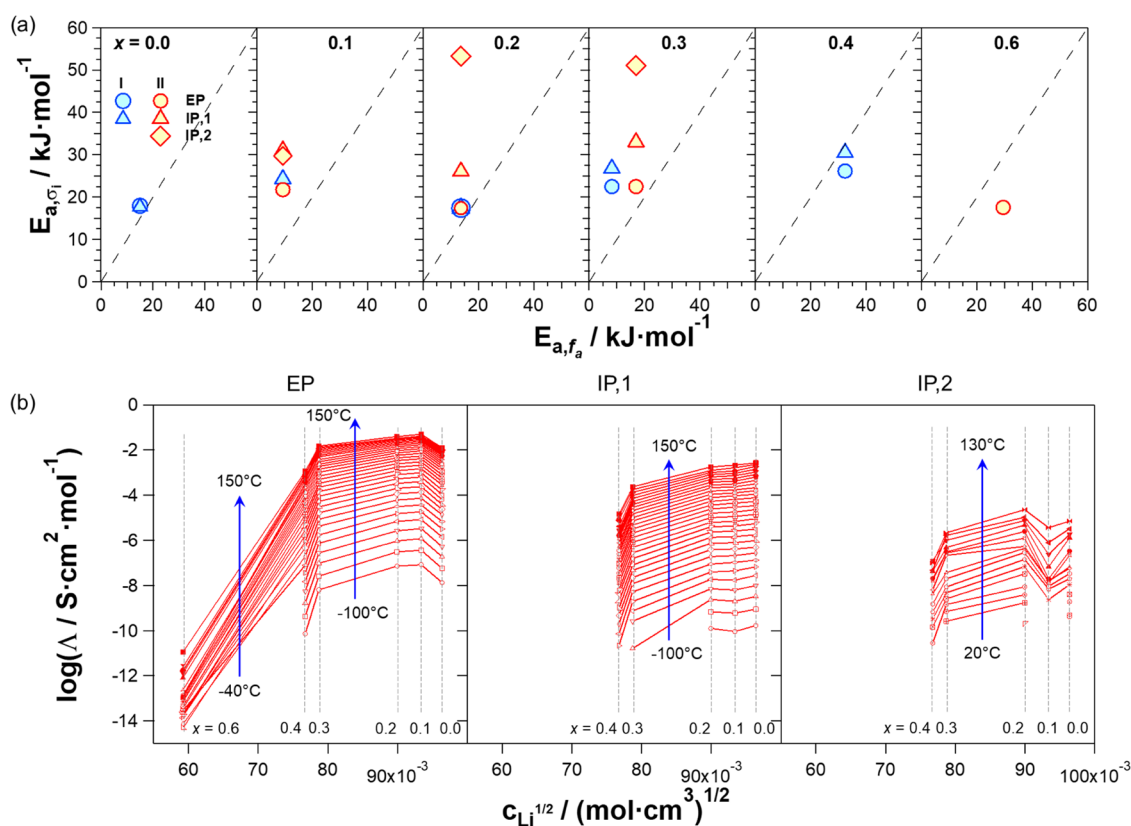 (a)
60
50
40
30
20
10
0
E a,σi / kJ·mol⁻¹
x = 0.0
0.1
0.2
0.3
0.4
0.6
I II
EP
IP,1
IP,2
0 20 40 0 20 40 0 20 40 0 20 40 0 20 40 0 20 40 60
E a,fa / kJ·mol⁻¹
(b)
EP
IP,1
IP,2
0
-2
-4
-6
-8
-10
-12
-14
log(Λ / S·cm²·mol⁻¹)
150°C
-40°C
150°C
-100°C
150°C
-100°C
130°C
20°C
x = 0.6 0.4 0.3 0.2 0.1 0.0
x = 0.4 0.3 0.2 0.1 0.0
x = 0.4 0.3 0.2 0.1 0.0
60 70 80 90x10⁻³ 60 70 80 90x10⁻³ 60 70 80 90 100x10⁻³
c Li^1/2 / (mol·cm³)^1/2